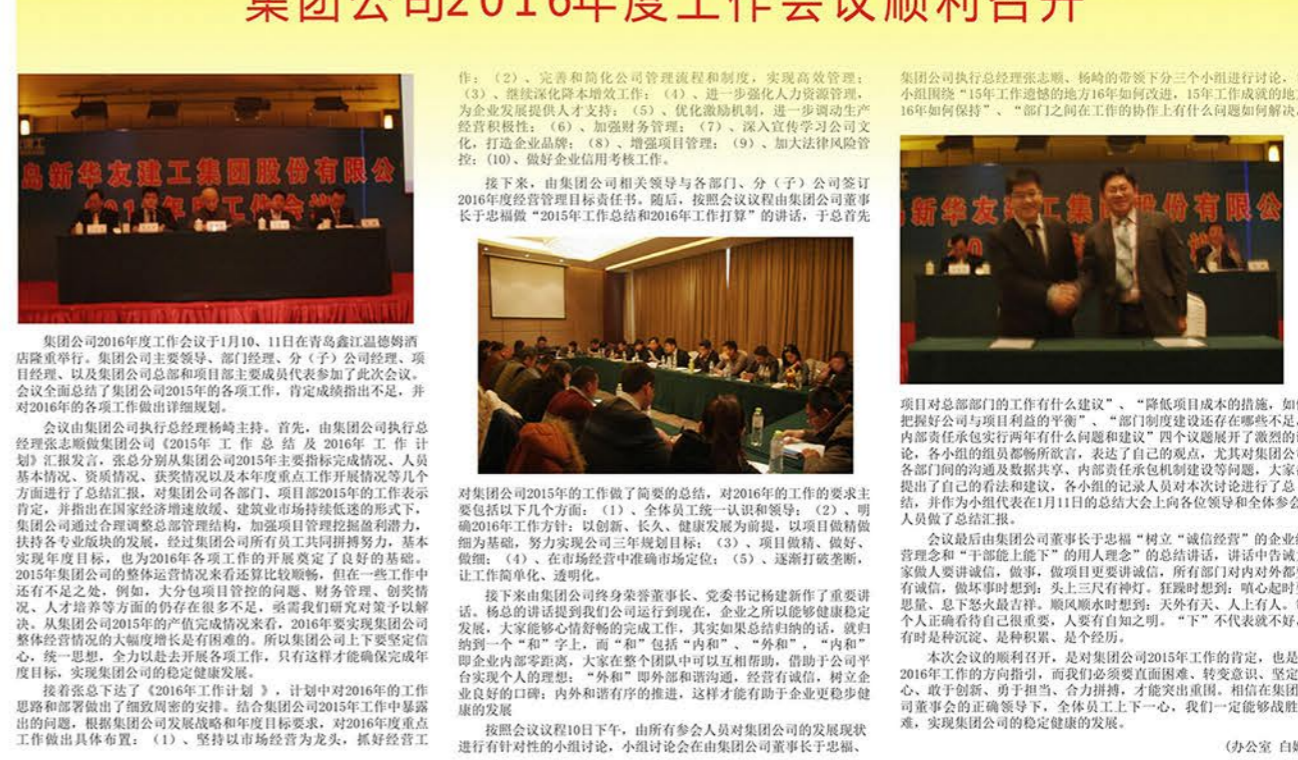 集团公司2016年度工作会议顺利召开
岛新华友建工集团股份有限公
集团公司2016年度工作会议于1月10、11日在青岛鑫江温德姆酒
店隆重举行。集团公司主要领导、部门经理、分（子）公司经理、项
目经理、以及集团公司总部和项目部主要成员代表参加了此次会议。
会议全面总结了集团公司2015年的各项工作，肯定成绩指出不足，并
对2016年的各项工作做出详细规划。
会议由集团公司执行总经理杨崎主持。首先，由集团公司执行总
经理张志顺做集团公司《2015年 工 作 总 结 及 2016年 工 作 计
划》汇报发言，张总分别从集团公司2015年主要指标完成情况、人员
基本情况、资质情况、获奖情况以及本年度重点工作开展情况等几个
方面进行了总结汇报，对集团公司各部门、项目部2015年的工作表示
肯定，并指出在国家经济增速放缓、建筑业市场持续低迷的形式下，
集团公司通过合理调整总部管理结构，加强项目管理挖掘盈利潜力，
扶持各专业版块的发展，经过集团公司所有员工共同拼搏努力，基本
实现年度目标，也为2016年各项工作的开展奠定了良好的基础。
2015年集团公司的整体运营情况来看还算比较顺畅，但在一些工作中
还有不足之处，例如，大分包项目管控的问题、财务管理、创奖情
况、人才培养等方面的仍存在很多不足，亟需我们研究对策予以解
决。从集团公司2015年的产值完成情况来看，2016年要实现集团公司
整体经营情况的大幅度增长是有困难的。所以集团公司上下要坚定信
心，统一思想，全力以赴去开展各项工作，只有这样才能确保完成年
度目标，实现集团公司的稳定健康发展。
接着张总下达了《2016年工作计划 》，计划中对2016年的工作
思路和部署做出了细致周密的安排。结合集团公司2015年工作中暴露
出的问题，根据集团公司发展战略和年度目标要求，对2016年度重点
工作做出具体布置：（1）、坚持以市场经营为龙头，抓好经营工
作；（2）、完善和简化公司管理流程和制度，实现高效管理；
（3）、继续深化降本增效工作；（4）、进一步强化人力资源管理，
为企业发展提供人才支持；（5）、优化激励机制，进一步调动生产
经营积极性；（6）、加强财务管理；（7）、深入宣传学习公司文
化，打造企业品牌；（8）、增强项目管理；（9）、加大法律风险管
控；(10)、做好企业信用考核工作。
接下来，由集团公司相关领导与各部门、分（子）公司签订
2016年度经营管理目标责任书。随后，按照会议议程由集团公司董事
长于忠福做“2015年工作总结和2016年工作打算”的讲话，于总首先
对集团公司2015年的工作做了简要的总结，对2016年的工作的要求主
要包括以下几个方面：（1）、全体员工统一认识和领导；（2）、明
确2016年工作方针：以创新、长久、健康发展为前提，以项目做精做
细为基础，努力实现公司三年规划目标；（3）、项目做精、做好、
做细；（4）、在市场经营中准确市场定位；（5）、逐渐打破垄断，
让工作简单化、透明化。
接下来由集团公司终身荣誉董事长、党委书记杨建新作了重要讲
话。杨总的讲话提到我们公司运行到现在，企业之所以能够健康稳定
发展，大家能够心情舒畅的完成工作，其实如果总结归纳的话，就归
纳到一个“和”字上，而“和”包括“内和”、“外和”，“内和”
即企业内部零距离，大家在整个团队中可以互相帮助，借助于公司平
台实现个人的理想；“外和”即外部和谐沟通，经营有诚信，树立企
业良好的口碑；内外和谐有序的推进，这样才能有助于企业更稳步健
康的发展
按照会议议程10日下午，由所有参会人员对集团公司的发展现状
进行有针对性的小组讨论，小组讨论会在由集团公司董事长于忠福、
集团公司执行总经理张志顺、杨崎的带领下分三个小组进行讨论，
小组围绕“15年工作遗憾的地方16年如何改进，15年工作成就的地
16年如何保持”、“部门之间在工作的协作上有什么问题如何解决
新华友建工集团股份有限公
项目对总部部门的工作有什么建议”、“降低项目成本的措施，如
把握好公司与项目利益的平衡”、“部门制度建设还存在哪些不足
内部责任承包实行两年有什么问题和建议”四个议题展开了激烈的
论，各小组的组员都畅所欲言，表达了自己的观点，尤其对集团公
各部门间的沟通及数据共享、内部责任承包机制建设等问题，大家
提出了自己的看法和建议，各小组的记录人员对本次讨论进行了总
结，并作为小组代表在1月11日的总结大会上向各位领导和全体参会
人员做了总结汇报。
会议最后由集团公司董事长于忠福“树立“诚信经营”的企业
营理念和“干部能上能下”的用人理念”的总结讲话，讲话中告诫
家做人要讲诚信，做事，做项目更要讲诚信，所有部门对内对外都
有诚信，做坏事时想到：头上三尺有神灯。狂躁时想到：嗔心起时
思量、息下怒火最吉祥。顺风顺水时想到：天外有天、人上有人。
个人正确看待自己很重要，人要有自知之明。“下”不代表就不好，
有时是种沉淀、是种积累、是个经历。
本次会议的顺利召开，是对集团公司2015年工作的肯定，也是
2016年工作的方向指引，而我们必须要直面困难、转变意识、坚定
心、敢于创新、勇于担当、合力拼搏，才能突出重围。相信在集团
司董事会的正确领导下，全体员工上下一心，我们一定能够战胜
难，实现集团公司的稳定健康的发展。
(办公室 白